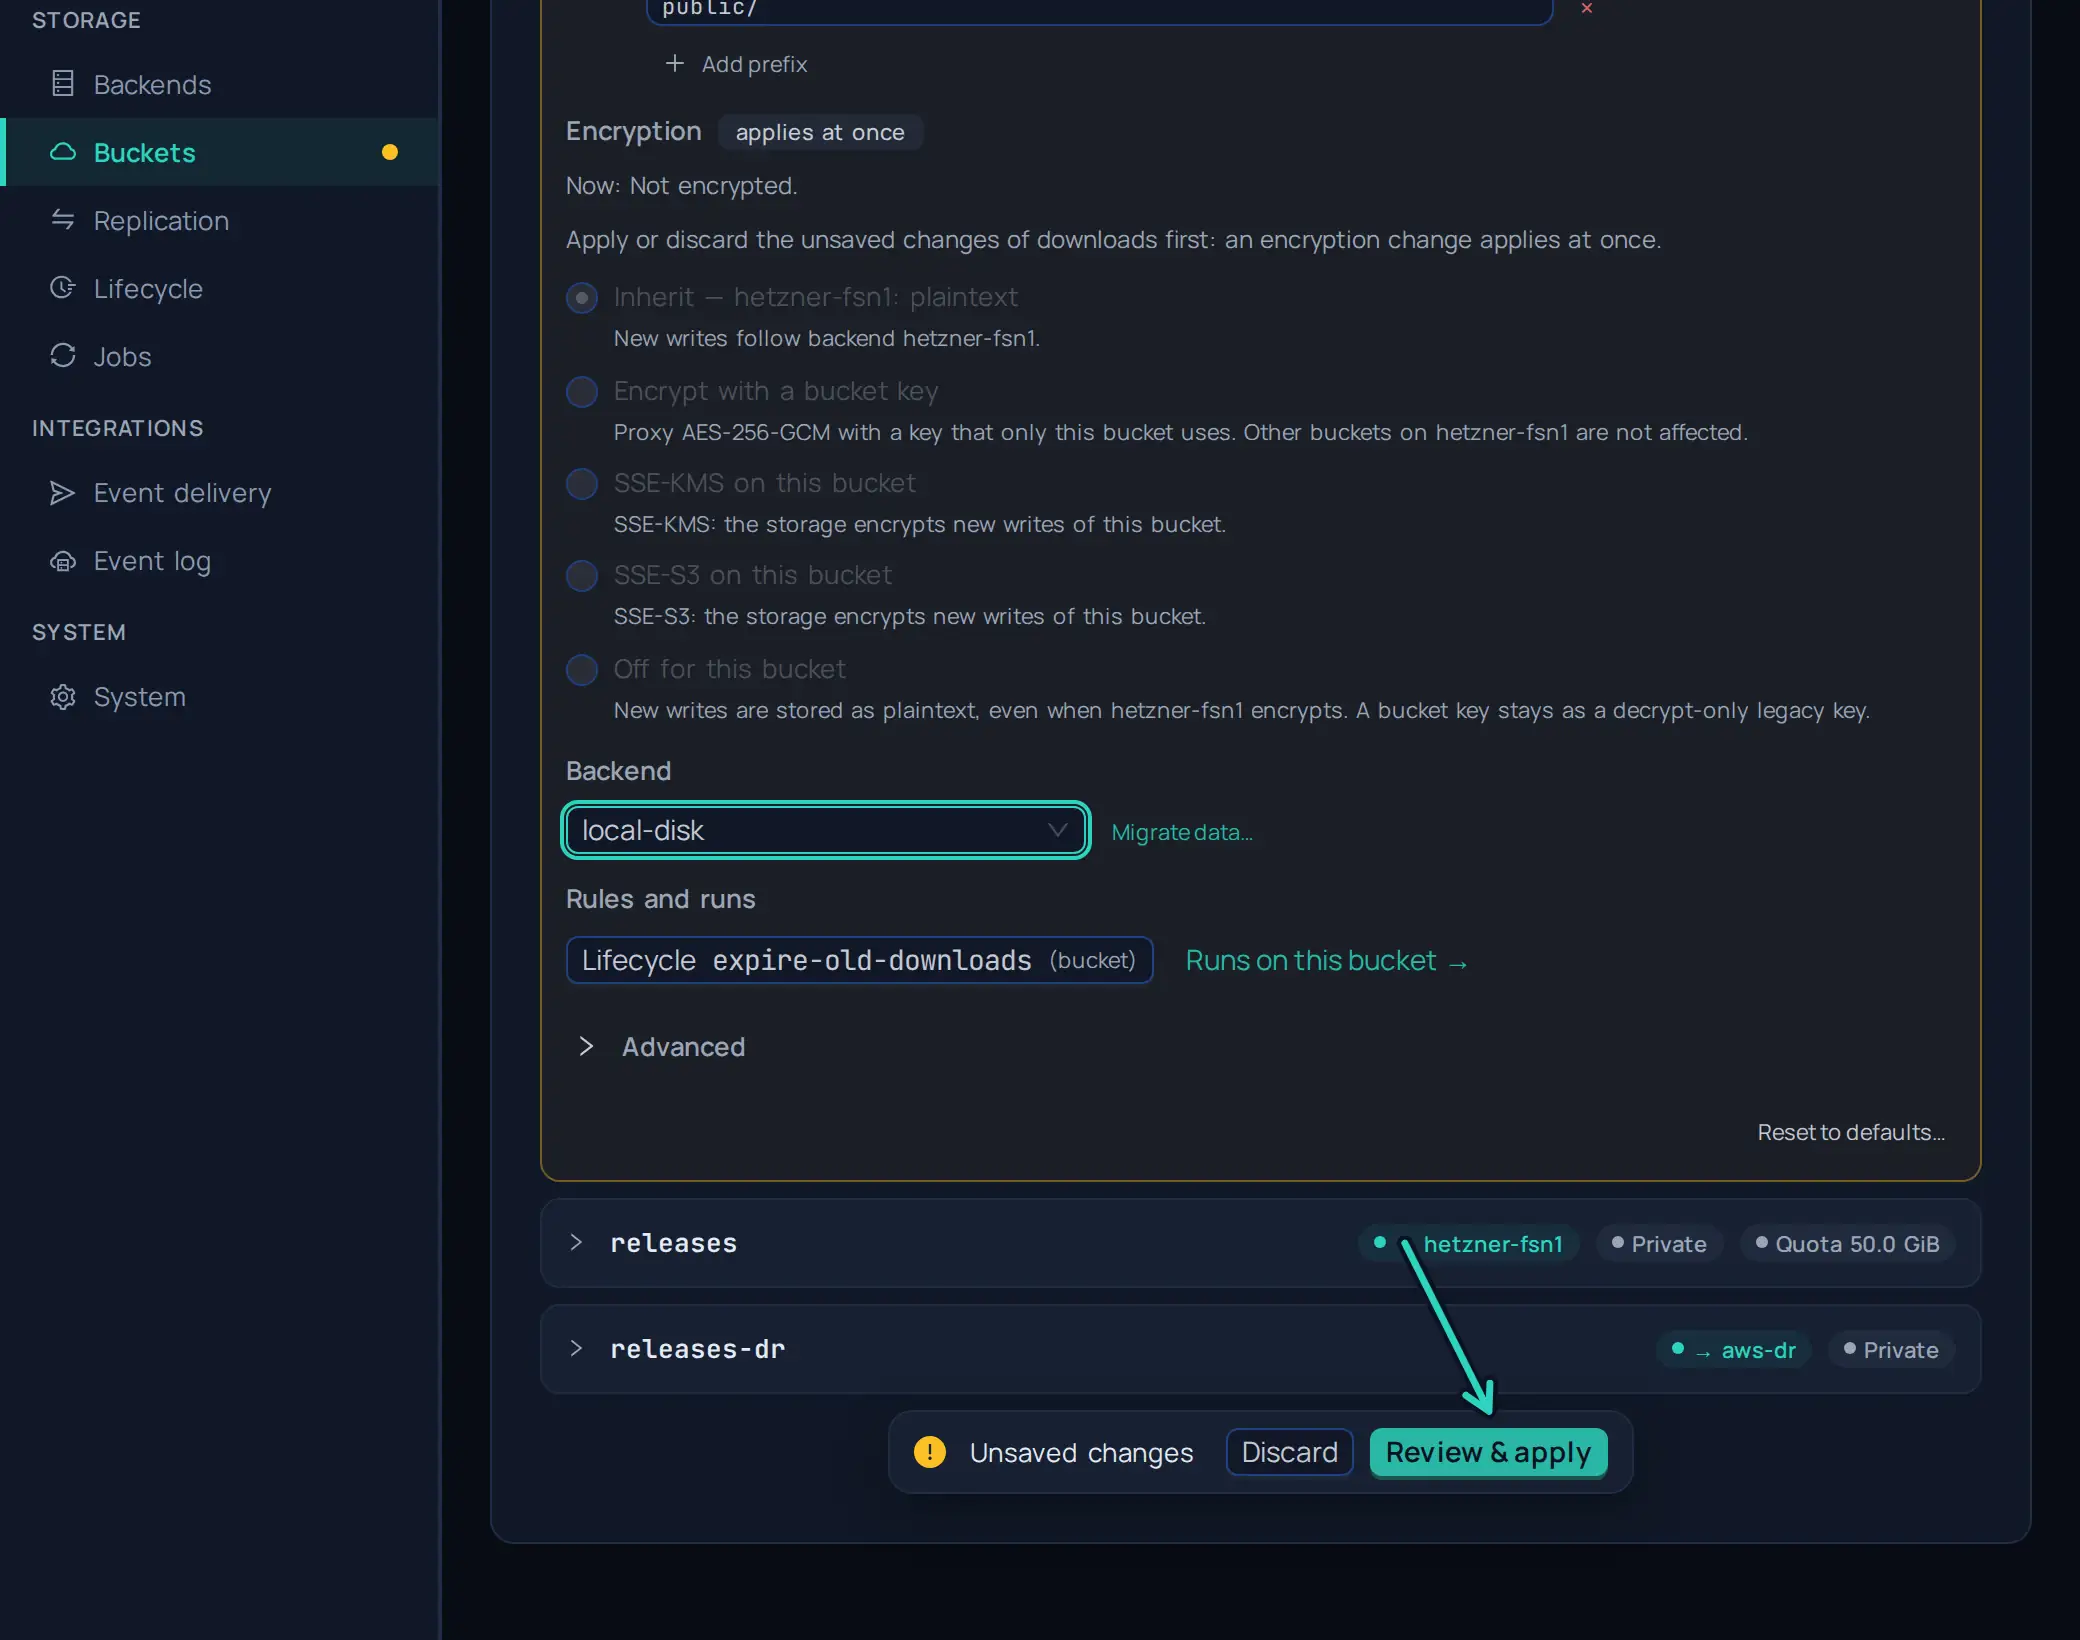 STORAGE
Backends
Buckets
Replication
Lifecycle
Jobs
INTEGRATIONS
Event delivery
Event log
SYSTEM
System
public/ ×
+ Add prefix
Encryption applies at once
Now: Not encrypted.
Apply or discard the unsaved changes of downloads first: an encryption change applies at once.
Inherit — hetzner-fsn1: plaintext
New writes follow backend hetzner-fsn1.
Encrypt with a bucket key
Proxy AES-256-GCM with a key that only this bucket uses. Other buckets on hetzner-fsn1 are not affected.
SSE-KMS on this bucket
SSE-KMS: the storage encrypts new writes of this bucket.
SSE-S3 on this bucket
SSE-S3: the storage encrypts new writes of this bucket.
Off for this bucket
New writes are stored as plaintext, even when hetzner-fsn1 encrypts. A bucket key stays as a decrypt-only legacy key.
Backend
local-disk Migrate data...
Rules and runs
Lifecycle expire-old-downloads (bucket) Runs on this bucket →
Advanced
Reset to defaults...
releases hetzner-fsn1 Private Quota 50.0 GiB
releases-dr → aws-dr Private
! Unsaved changes Discard Review & apply